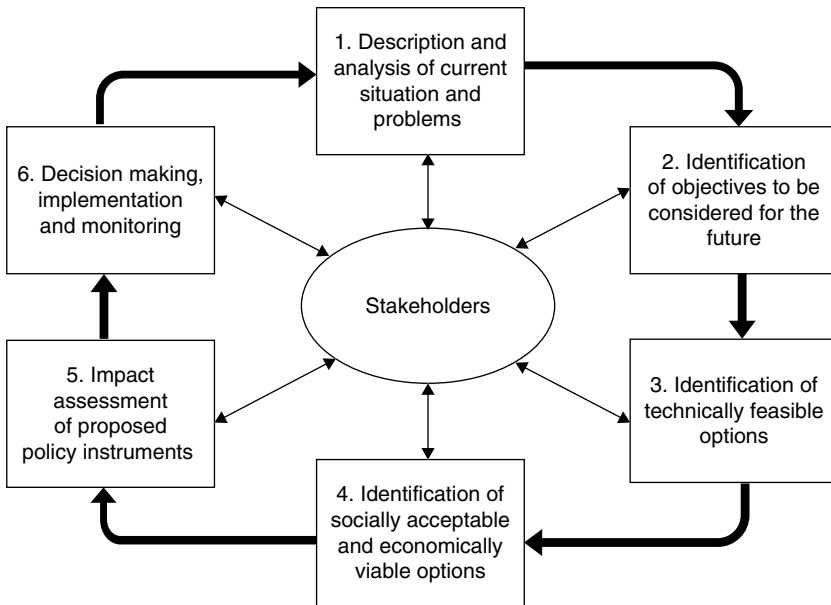 1. Description and
analysis of current
situation and
problems
2. Identification
of objectives to be
considered for the
future
3. Identification of
technically feasible
options
4. Identification of
socially acceptable
and economically
viable options
5. Impact
assessment
of proposed
policy instruments
6. Decision making,
implementation
and monitoring
Stakeholders